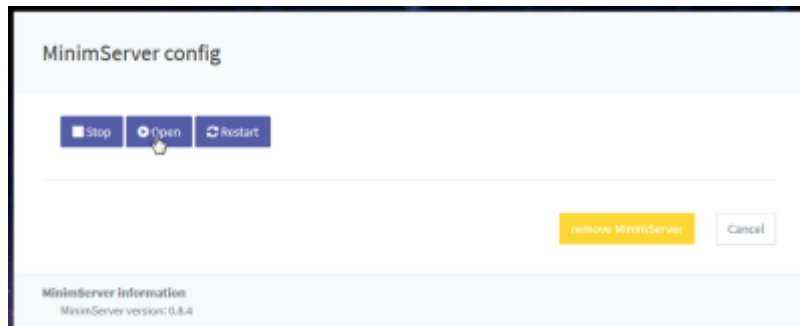 MinimServer config
Stop Open Restart
remove MinimServer Cancel
MinimServer information
MinimServer version: 0.8.4